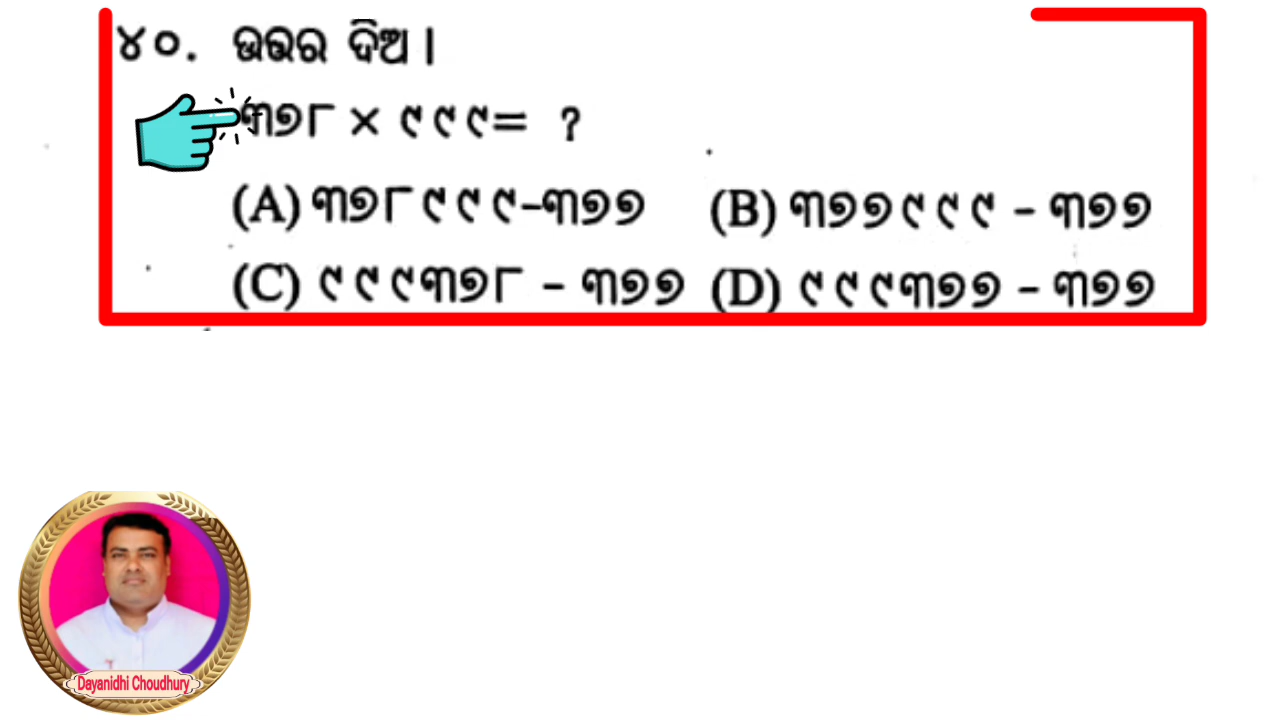 ୪୦. ଉତ୍ତର ଦିଅ ।
୩୭୮ × ୯୯୯= ?
(A) ୩୭୮୯୯୯-୩୭୭ (B) ୩୭୭୯୯୯ - ୩୭୭
(C) ୯୯୯୩୭୮ - ୩୭୭ (D) ୯୯୯୩୭୭ - ୩୭୭
Dayanidhi Choudhury